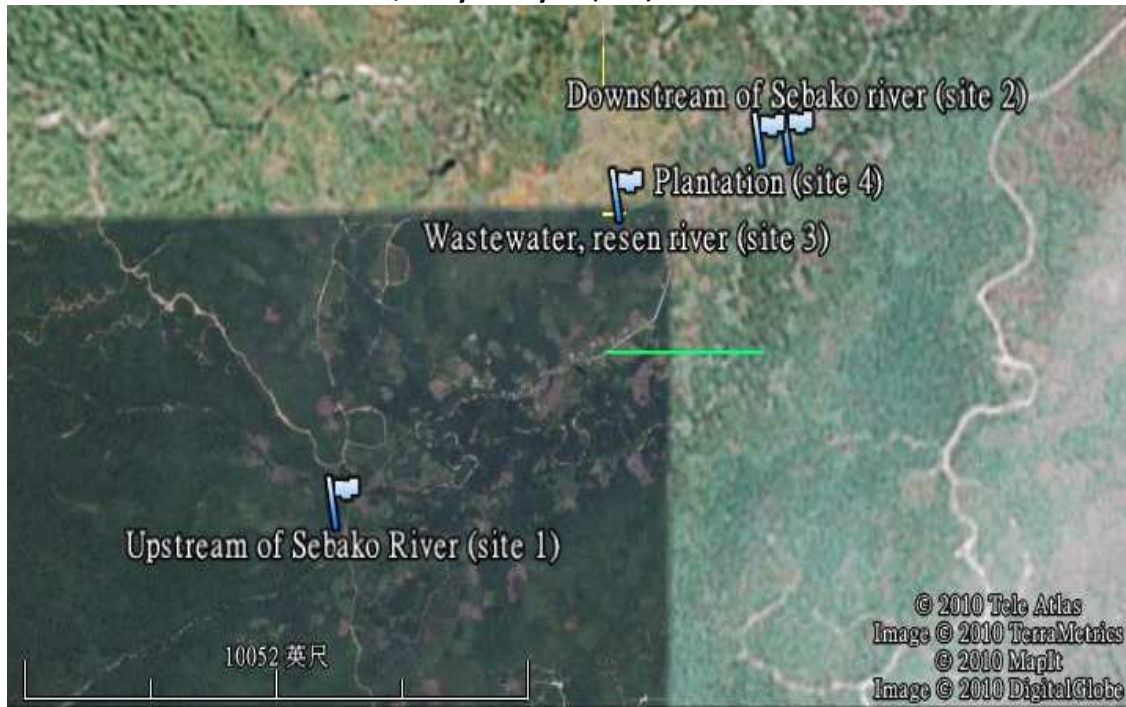 Downstream of Sebako river (site 2)
Plantation (site 4)
Wastewater, resen river (site 3)
Upstream of Sebako River (site 1)
10052 英尺
© 2010 Tele Atlas
Image © 2010 TerraMetrics
© 2010 MapIt
Image © 2010 DigitalGlobe